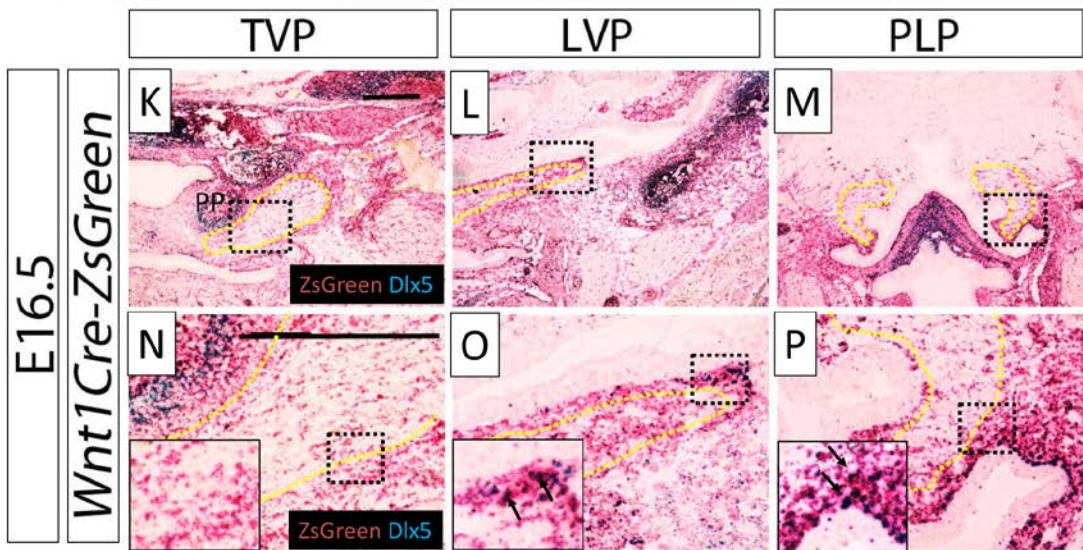 TVP
LVP
PLP
E16.5
Wnt1Cre-ZsGreen
K
L
M
PP
ZsGreen Dlx5
N
O
P
ZsGreen Dlx5